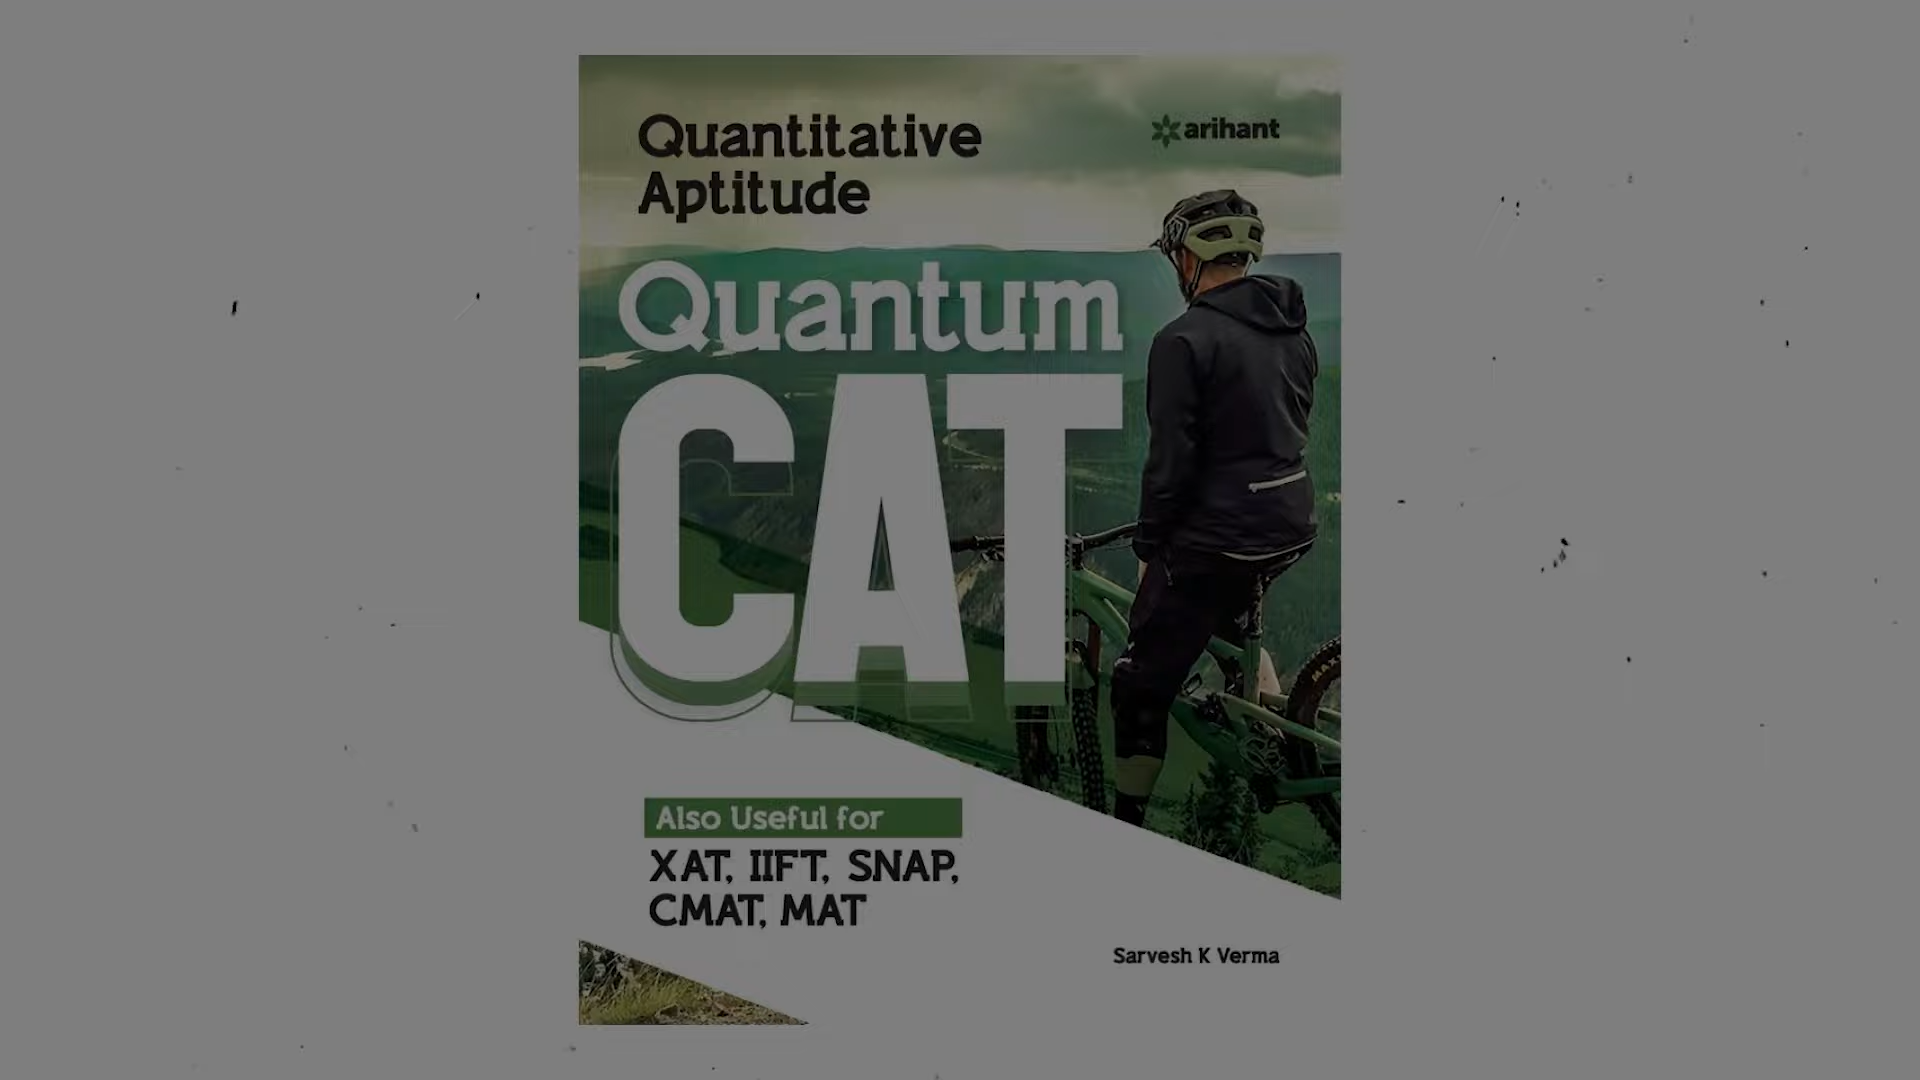 Quantitative
Aptitude
arihant
Quantum
CAT
Also Useful for
XAT, IIFT, SNAP,
CMAT, MAT
Sarvesh K Verma